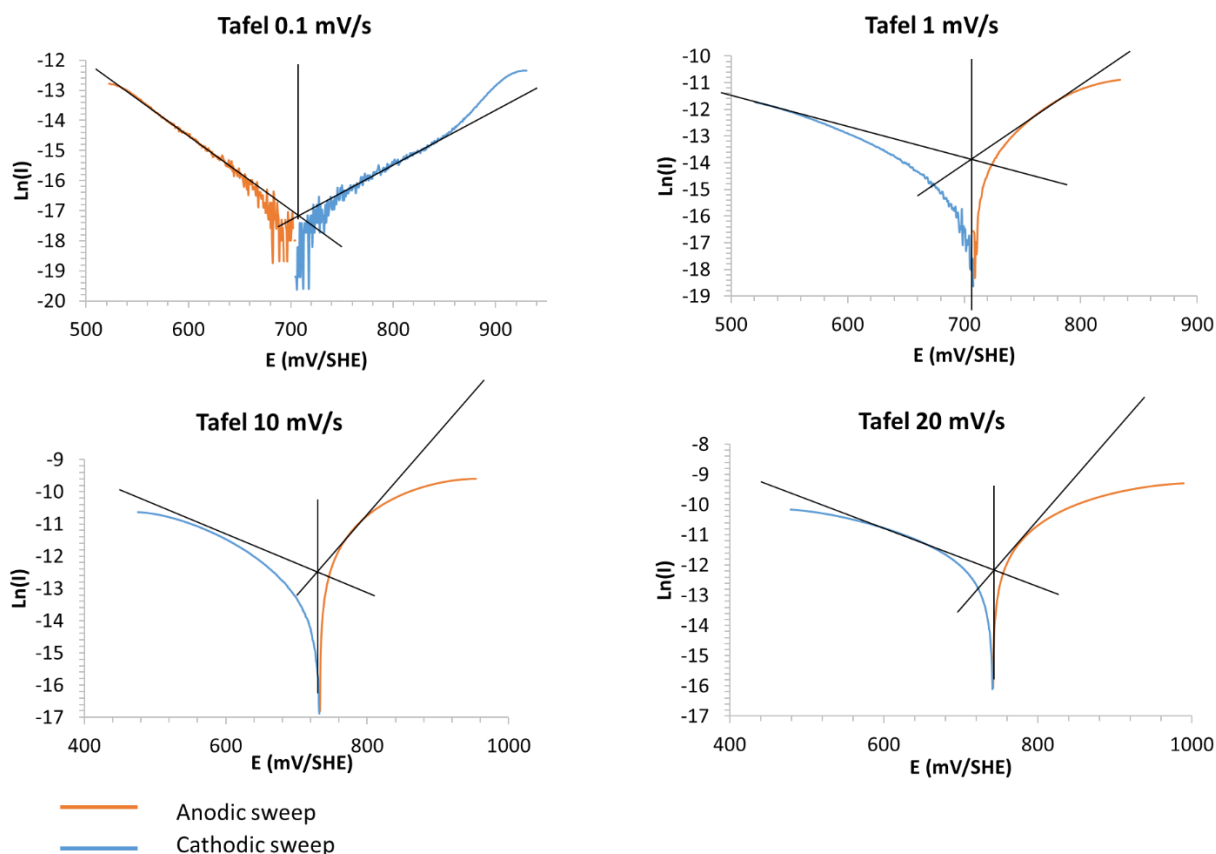 Tafel 0.1 mV/s
-12
-13
-14
-15
-16
-17
-18
-19
-20
Ln(I)
500 600 700 800 900
E (mV/SHE)
Tafel 1 mV/s
-10
-11
-12
-13
-14
-15
-16
-17
-18
-19
Ln(I)
500 600 700 800 900
E (mV/SHE)
Tafel 10 mV/s
-9
-10
-11
-12
-13
-14
-15
-16
-17
Ln(I)
400 600 800 1000
E (mV/SHE)
Tafel 20 mV/s
-8
-9
-10
-11
-12
-13
-14
-15
-16
-17
Ln(I)
400 600 800 1000
E (mV/SHE)
Anodic sweep
Cathodic sweep